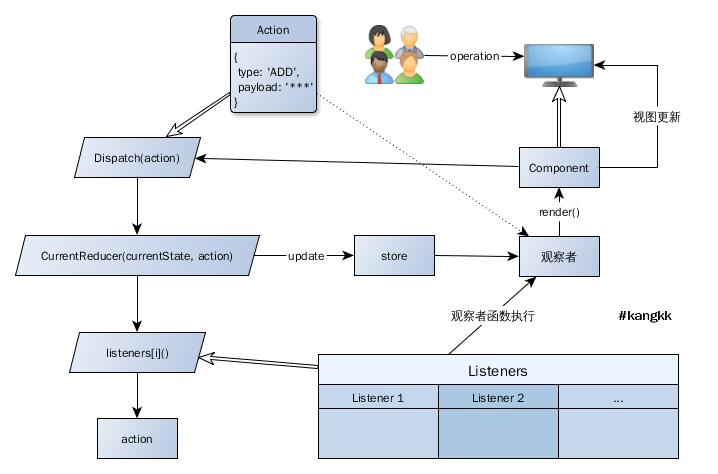 Action
{
type: 'ADD',
payload: '***'
}
operation
视图更新
Dispatch(action)
Component
render()
CurrentReducer(currentState, action)
update
store
观察者
观察者函数执行
#kangkk
listeners[i]()
Listeners
Listener 1
Listener 2
...
action